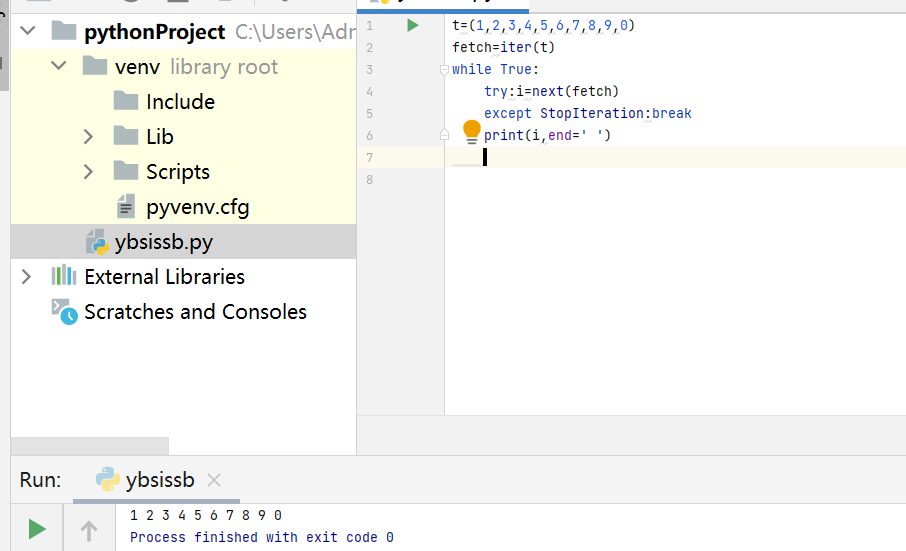 pythonProject C:\Users\Adr
venv library root
Include
Lib
Scripts
pyvenv.cfg
ybsissb.py
External Libraries
Scratches and Consoles
1 t=(1,2,3,4,5,6,7,8,9,0)
2 fetch=iter(t)
3 while True:
4 try:i=next(fetch)
5 except StopIteration:break
6 print(i,end=' ')
7
8
Run: ybsissb
1 2 3 4 5 6 7 8 9 0
Process finished with exit code 0